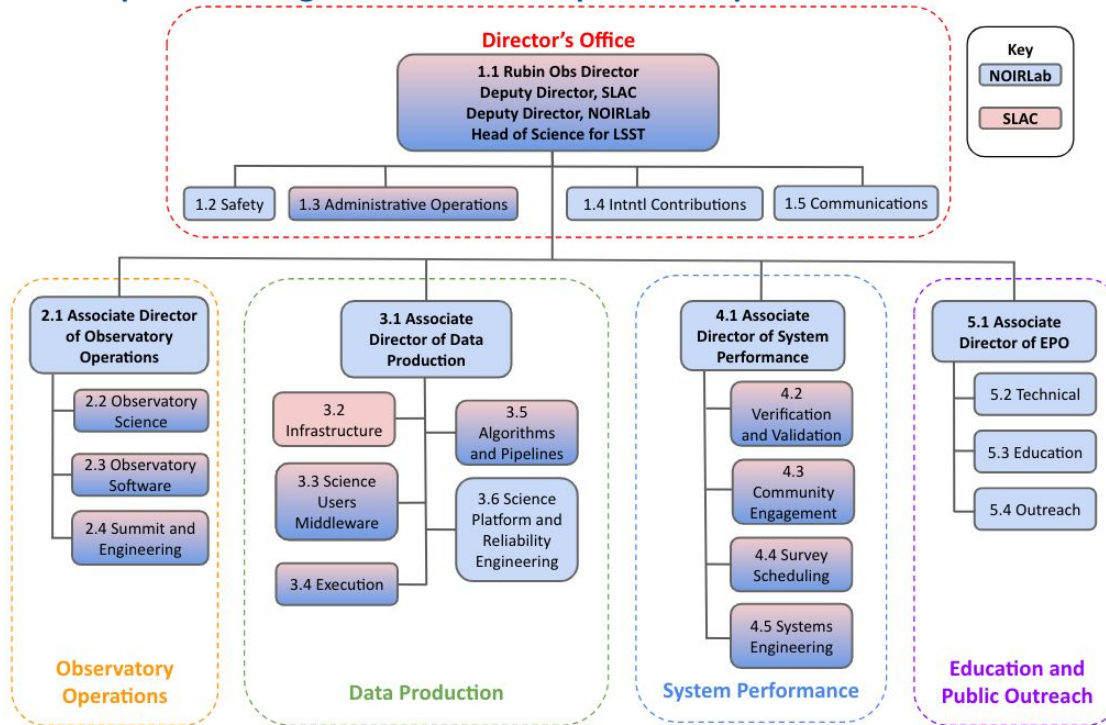 Director's Office
1.1 Rubin Obs Director
Deputy Director, SLAC
Deputy Director, NOIRLab
Head of Science for LSST
Key
NOIRLab
SLAC
1.2 Safety
1.3 Administrative Operations
1.4 Intntl Contributions
1.5 Communications
2.1 Associate Director
of Observatory
Operations
2.2 Observatory
Science
2.3 Observatory
Software
2.4 Summit and
Engineering
Observatory
Operations
3.1 Associate
Director of Data
Production
3.2
Infrastructure
3.3 Science
Users
Middleware
3.4 Execution
3.5
Algorithms
and Pipelines
3.6 Science
Platform and
Reliability
Engineering
Data Production
4.1 Associate
Director of System
Performance
4.2
Verification
and Validation
4.3
Community
Engagement
4.4 Survey
Scheduling
4.5 Systems
Engineering
System Performance
5.1 Associate
Director of EPO
5.2 Technical
5.3 Education
5.4 Outreach
Education and
Public Outreach